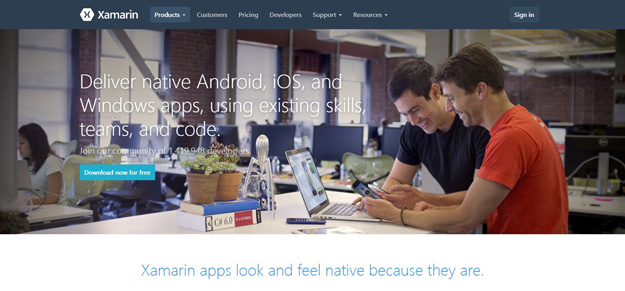 Xamarin Products Customers Pricing Developers Support Resources Sign in
Deliver native Android, iOS, and
Windows apps, using existing skills,
teams, and code.
Join our community of 1,419,948 developers.
Download now for free
C# 6.0
Xamarin apps look and feel native because they are.